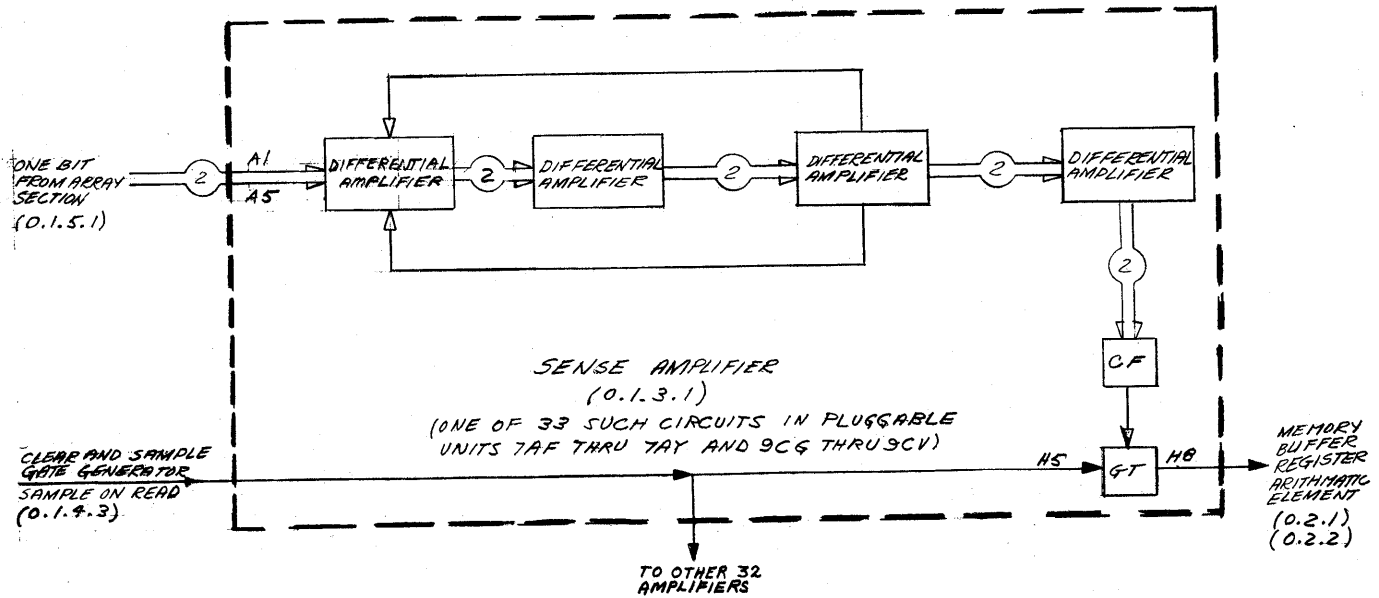 ONE BIT
FROM ARRAY
SECTION
(0.1.5.1)
2
A1
A5
DIFFERENTIAL
AMPLIFIER
2
DIFFERENTIAL
AMPLIFIER
2
DIFFERENTIAL
AMPLIFIER
2
DIFFERENTIAL
AMPLIFIER
2
CF
SENSE AMPLIFIER
(0.1.3.1)
(ONE OF 33 SUCH CIRCUITS IN PLUGGABLE
UNITS 7AF THRU 7AY AND 9CG THRU 9CV)
CLEAR AND SAMPLE
GATE GENERATOR
SAMPLE ON READ
(0.1.4.3)
H5
GT
H8
MEMORY
BUFFER
REGISTER
ARITHMATIC
ELEMENT
(0.2.1)
(0.2.2)
TO OTHER 32
AMPLIFIERS